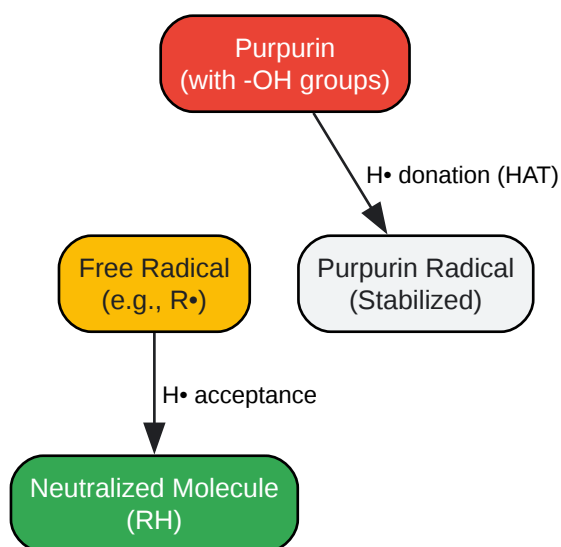 Purpurin
(with -OH groups)
H• donation (HAT)
Free Radical
(e.g., R•)
Purpurin Radical
(Stabilized)
H• acceptance
Neutralized Molecule
(RH)